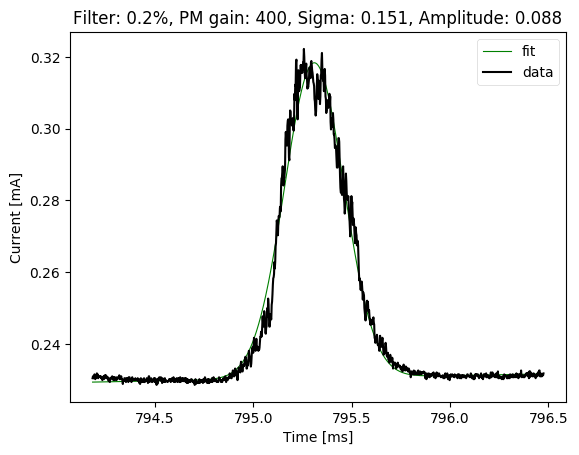 Filter: 0.2%, PM gain: 400, Sigma: 0.151, Amplitude: 0.088
fit
data
0.32
0.30
0.28
0.26
0.24
Current [mA]
794.5
795.0
795.5
796.0
796.5
Time [ms]